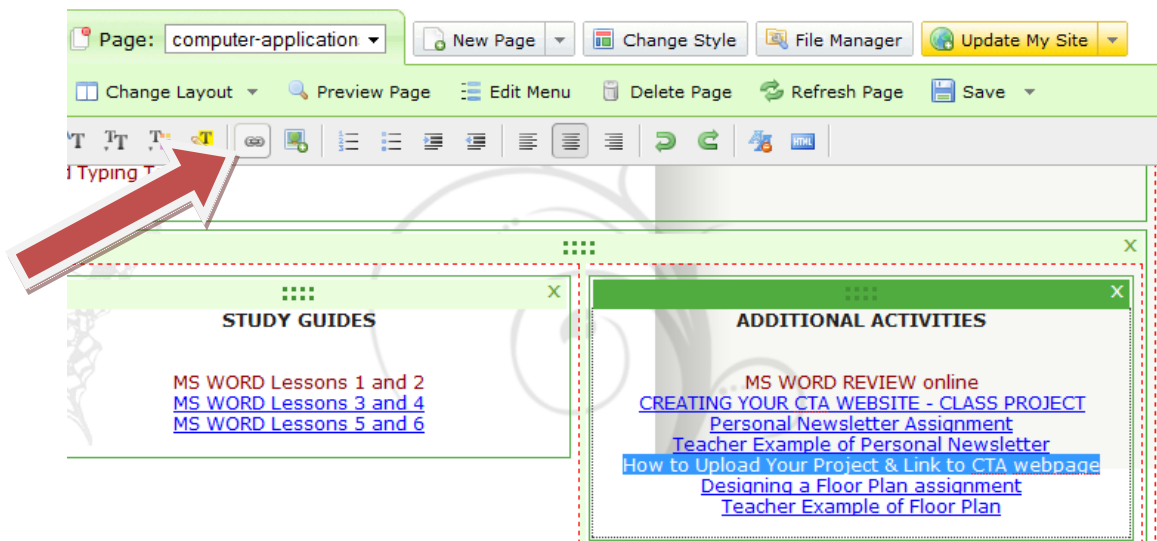 Page: computer-application New Page Change Style File Manager Update My Site
Change Layout Preview Page Edit Menu Delete Page Refresh Page Save
T TT T T HTML
d Typing T
X
X
STUDY GUIDES
MS WORD Lessons 1 and 2
MS WORD Lessons 3 and 4
MS WORD Lessons 5 and 6
X
ADDITIONAL ACTIVITIES
MS WORD REVIEW online
CREATING YOUR CTA WEBSITE - CLASS PROJECT
Personal Newsletter Assignment
Teacher Example of Personal Newsletter
How to Upload Your Project & Link to CTA webpage
Designing a Floor Plan assignment
Teacher Example of Floor Plan